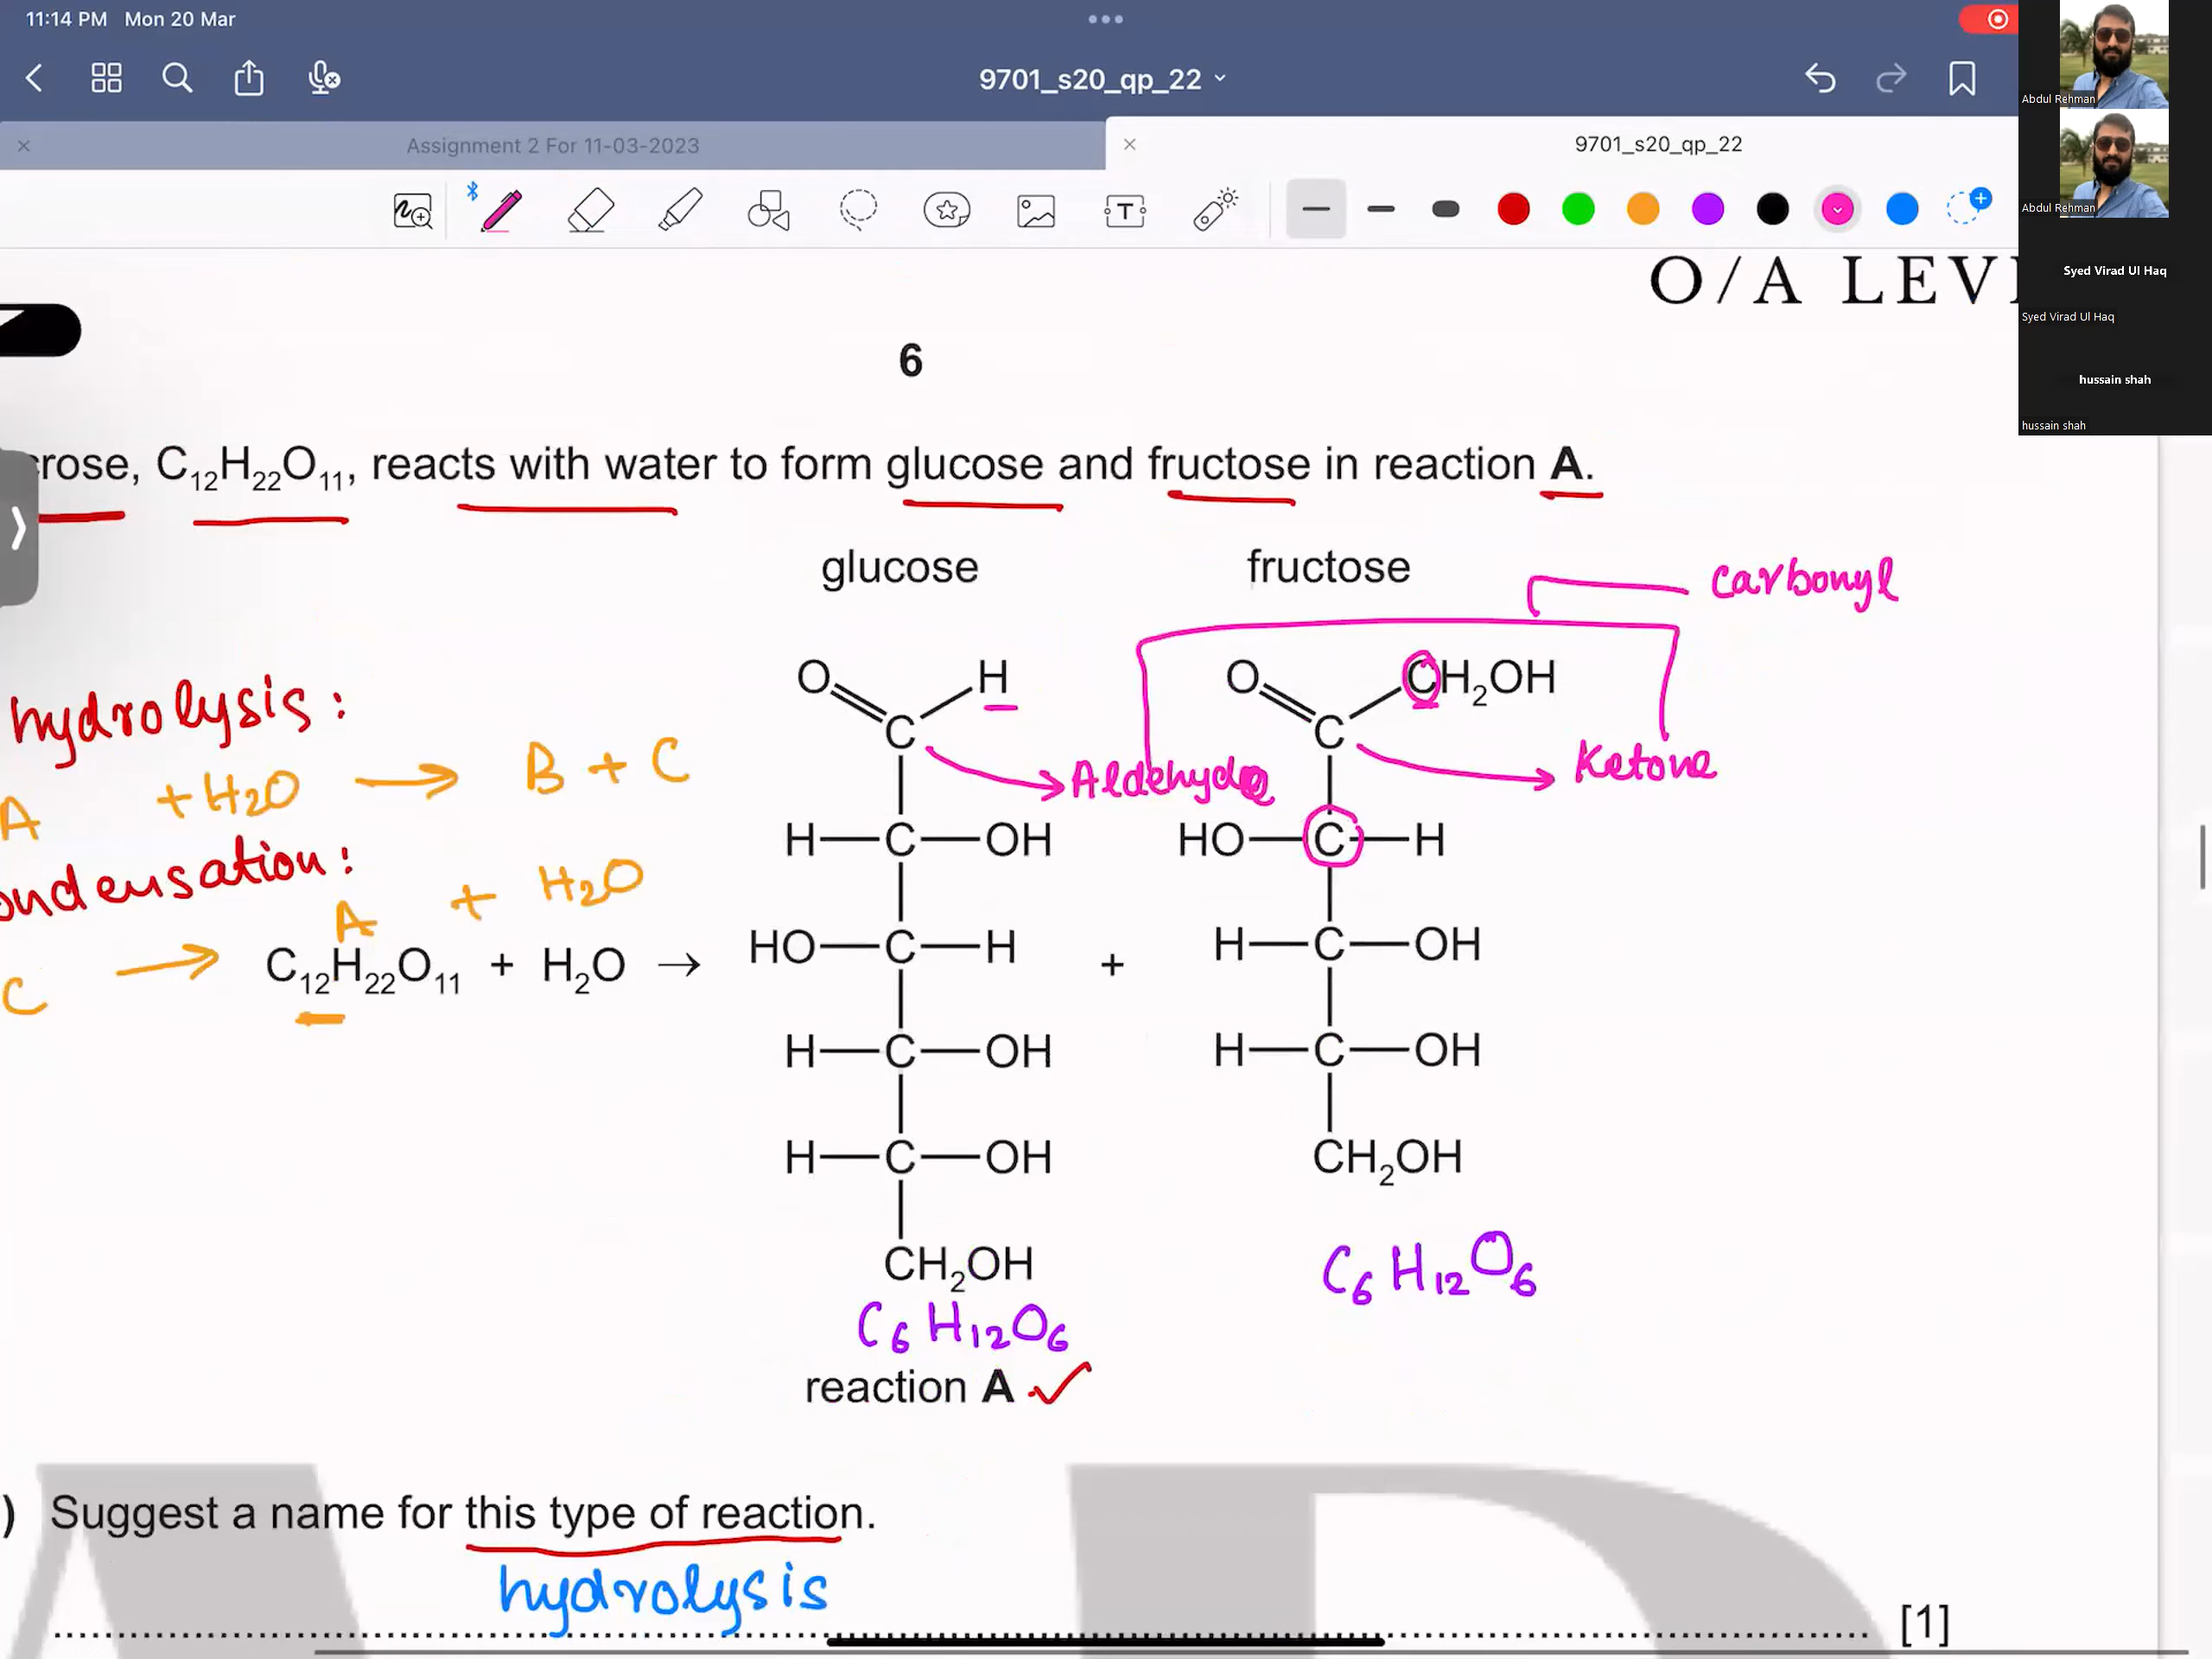 11:14 PM Mon 20 Mar
9701_s20_qp_22
Assignment 2 For 11-03-2023
9701_s20_qp_22
Abdul Rehman
Abdul Rehman
Syed Virad Ul Haq
Syed Virad Ul Haq
hussain shah
hussain shah
O/A LEV
6
crose, C₁₂H₂₂O₁₁, reacts with water to form glucose and fructose in reaction A.
glucose fructose
carbonyl
O H O CH₂OH
hydrolysis:
C C
A + H₂O → B + C
Aldehyde Ketone
H—C—OH HO—C—H
ondensation:
A + H₂O
HO—C—H H—C—OH
C → C₁₂H₂₂O₁₁ + H₂O → +
H—C—OH H—C—OH
H—C—OH CH₂OH
CH₂OH C₆H₁₂O₆
C₆H₁₂O₆
reaction A ✓
) Suggest a name for this type of reaction.
hydrolysis
[1]